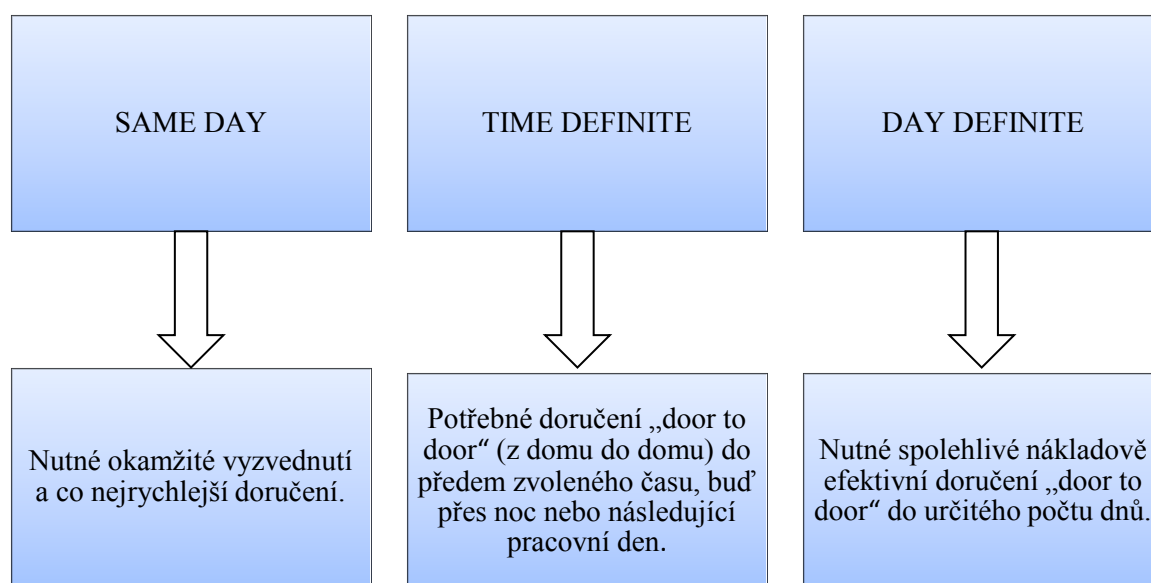 SAME DAY
TIME DEFINITE
DAY DEFINITE
Nutné okamžité vyzvednutí
a co nejrychlejší doručení.
Potřebné doručení „door to
door“ (z domu do domu) do
předem zvoleného času, buď
přes noc nebo následující
pracovní den.
Nutné spolehlivé nákladově
efektivní doručení „door to
door“ do určitého počtu dnů.